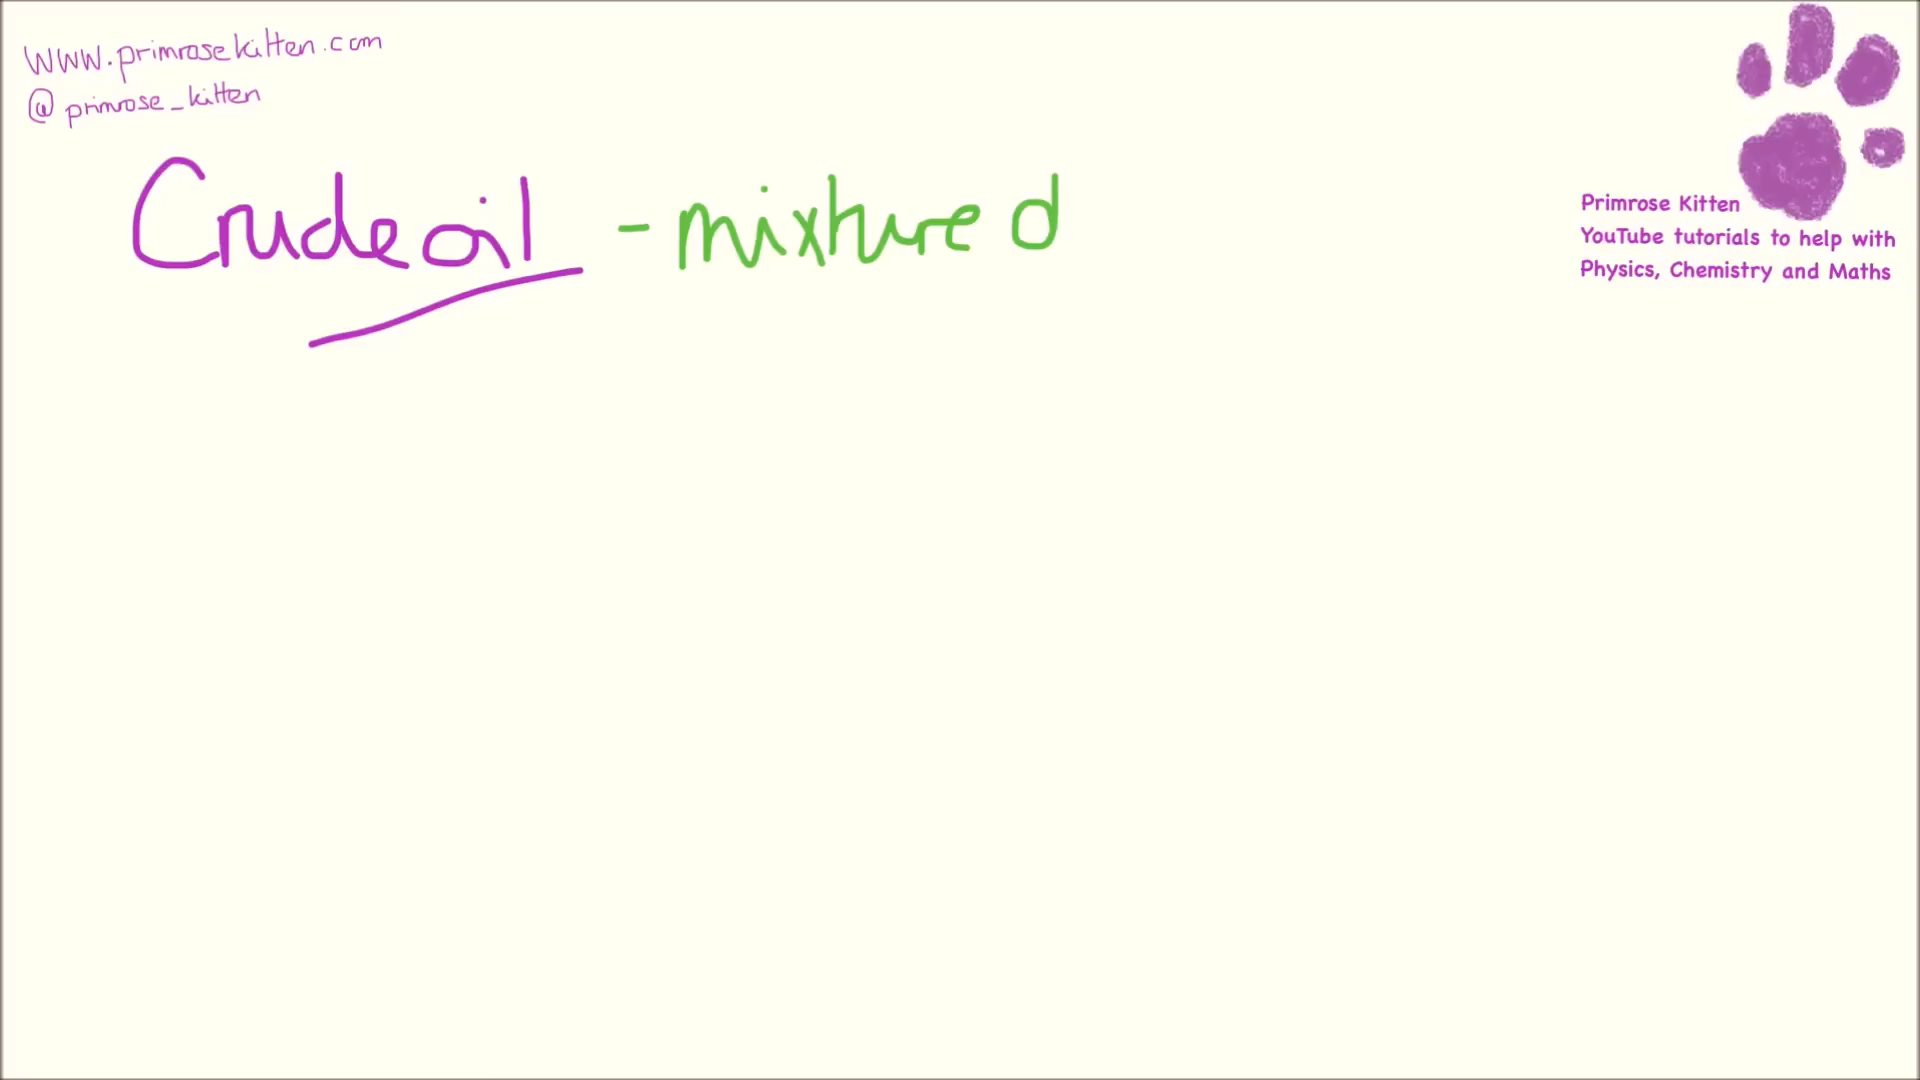 www.primrosekitten.com
@primrose_kitten
Crude oil - mixture d
Primrose Kitten
YouTube tutorials to help with
Physics, Chemistry and Maths